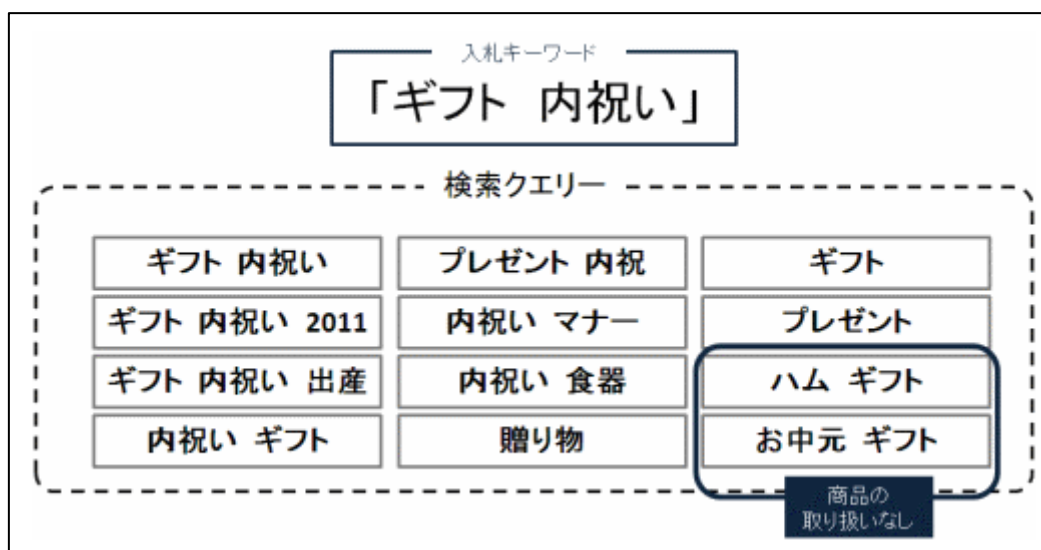 入札キーワード
「ギフト 内祝い」
検索クエリー
ギフト 内祝い
プレゼント 内祝
ギフト
ギフト 内祝い 2011
内祝い マナー
プレゼント
ギフト 内祝い 出産
内祝い 食器
ハム ギフト
内祝い ギフト
贈り物
お中元 ギフト
商品の
取り扱いなし